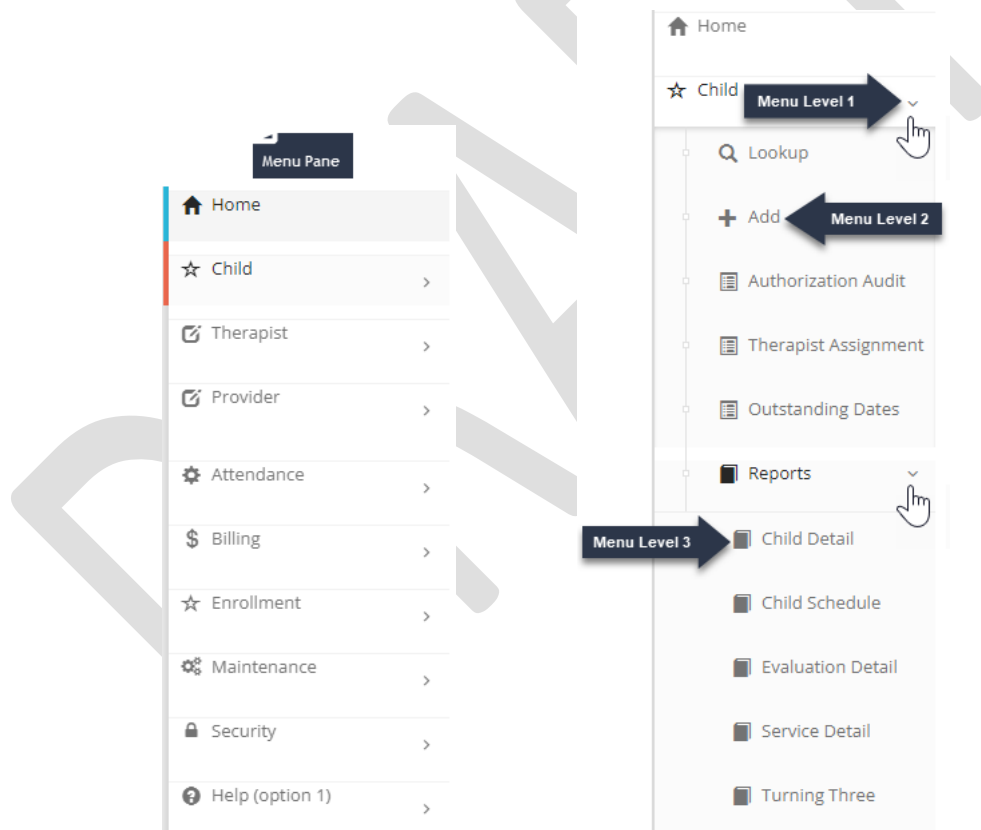 Menu Pane
Home
Child
Therapist
Provider
Attendance
Billing
Enrollment
Maintenance
Security
Help (option 1)
Home
Child
Menu Level 1
Lookup
Add
Menu Level 2
Authorization Audit
Therapist Assignment
Outstanding Dates
Reports
Menu Level 3
Child Detail
Child Schedule
Evaluation Detail
Service Detail
Turning Three